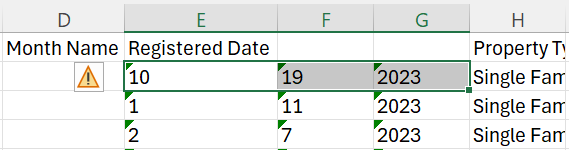 D E F G H
Month Name Registered Date Property Ty
10 19 2023 Single Fam
1 11 2023 Single Fam
2 7 2023 Single Fam